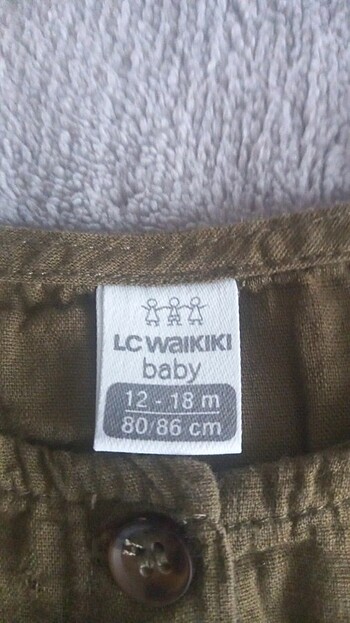 LC WAIKIKI
baby
12 - 18 m
80/86 cm